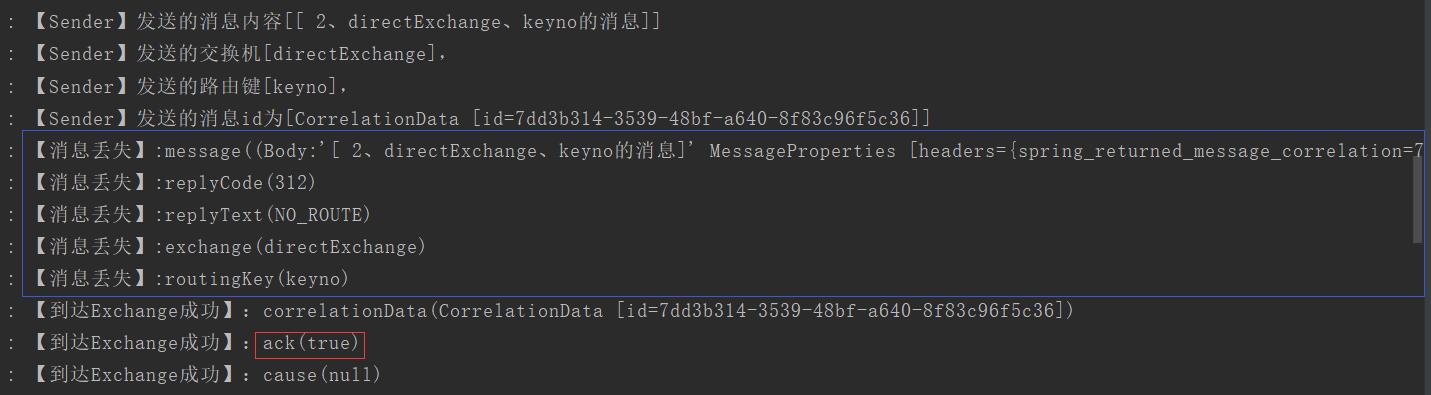 : 【Sender】发送的消息内容[[ 2、directExchange、keyno的消息]]
: 【Sender】发送的交换机[directExchange]，
: 【Sender】发送的路由键[keyno]，
: 【Sender】发送的消息id为[CorrelationData [id=7dd3b314-3539-48bf-a640-8f83c96f5c36]]
: 【消息丢失】:message((Body:'[ 2、directExchange、keyno的消息]' MessageProperties [headers={spring_returned_message_correlation=7
: 【消息丢失】:replyCode(312)
: 【消息丢失】:replyText(NO_ROUTE)
: 【消息丢失】:exchange(directExchange)
: 【消息丢失】:routingKey(keyno)
: 【到达Exchange成功】：correlationData(CorrelationData [id=7dd3b314-3539-48bf-a640-8f83c96f5c36])
: 【到达Exchange成功】：ack(true)
: 【到达Exchange成功】：cause(null)